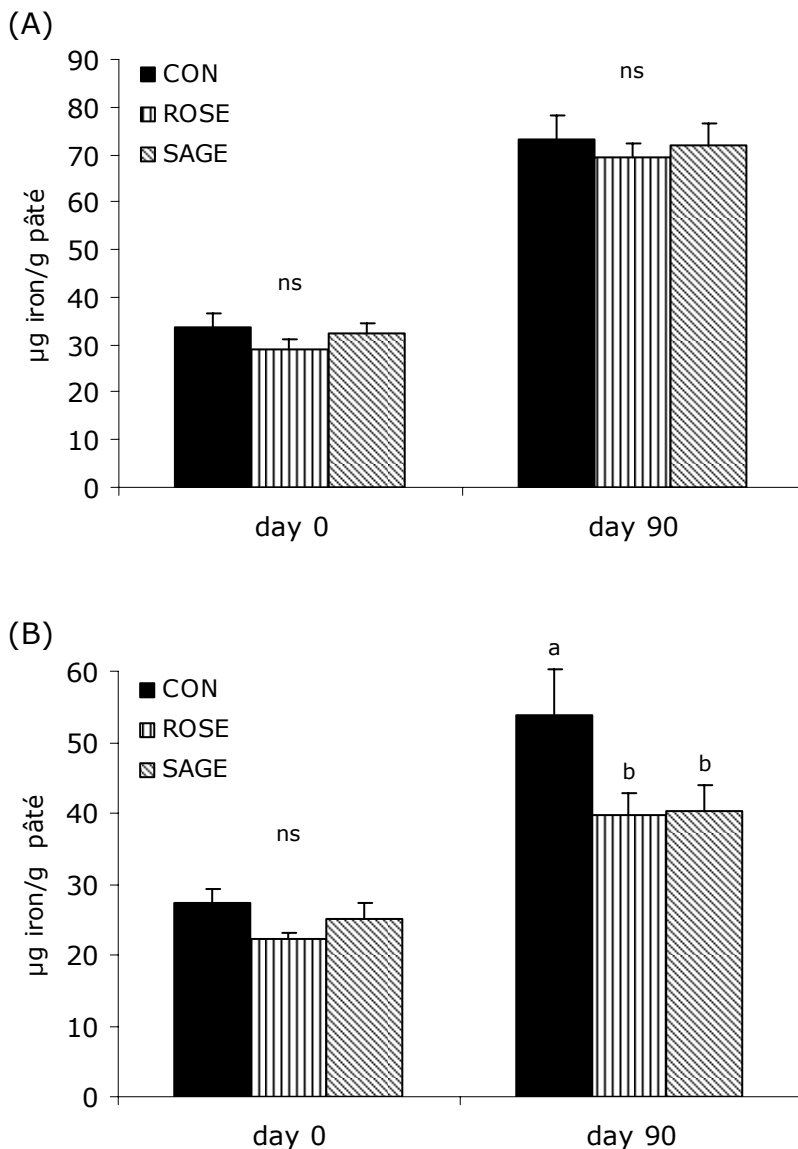 (A)
µg iron/g pâté
90
80
70
60
50
40
30
20
10
0
CON
ROSE
SAGE
ns
ns
day 0
day 90
(B)
µg iron/g pâté
60
50
40
30
20
10
0
CON
ROSE
SAGE
ns
a
b
b
day 0
day 90